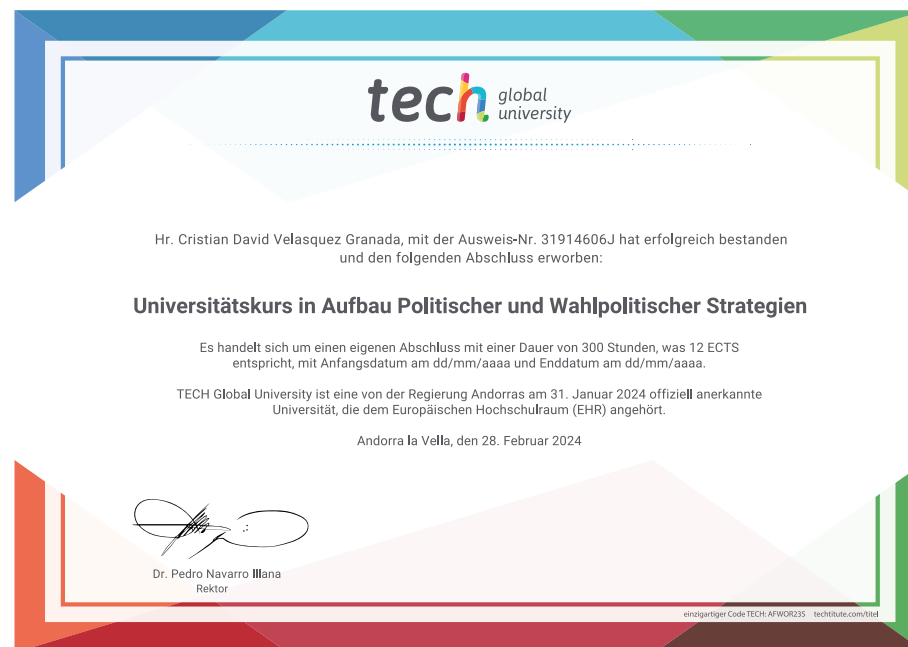 tech global university
Hr. Cristian David Velasquez Granada, mit der Ausweis-Nr. 31914606J hat erfolgreich bestanden
und den folgenden Abschluss erworben:
Universitätskurs in Aufbau Politischer und Wahlpolitischer Strategien
Es handelt sich um einen eigenen Abschluss mit einer Dauer von 300 Stunden, was 12 ECTS
entspricht, mit Anfangsdatum am dd/mm/aaaa und Enddatum am dd/mm/aaaa.
TECH Global University ist eine von der Regierung Andorras am 31. Januar 2024 offiziell anerkannte
Universität, die dem Europäischen Hochschulraum (EHR) angehört.
Andorra la Vella, den 28. Februar 2024
Dr. Pedro Navarro Illana
Rektor
einzigartiger Code TECH: AFWOR23S techtitute.com/titel